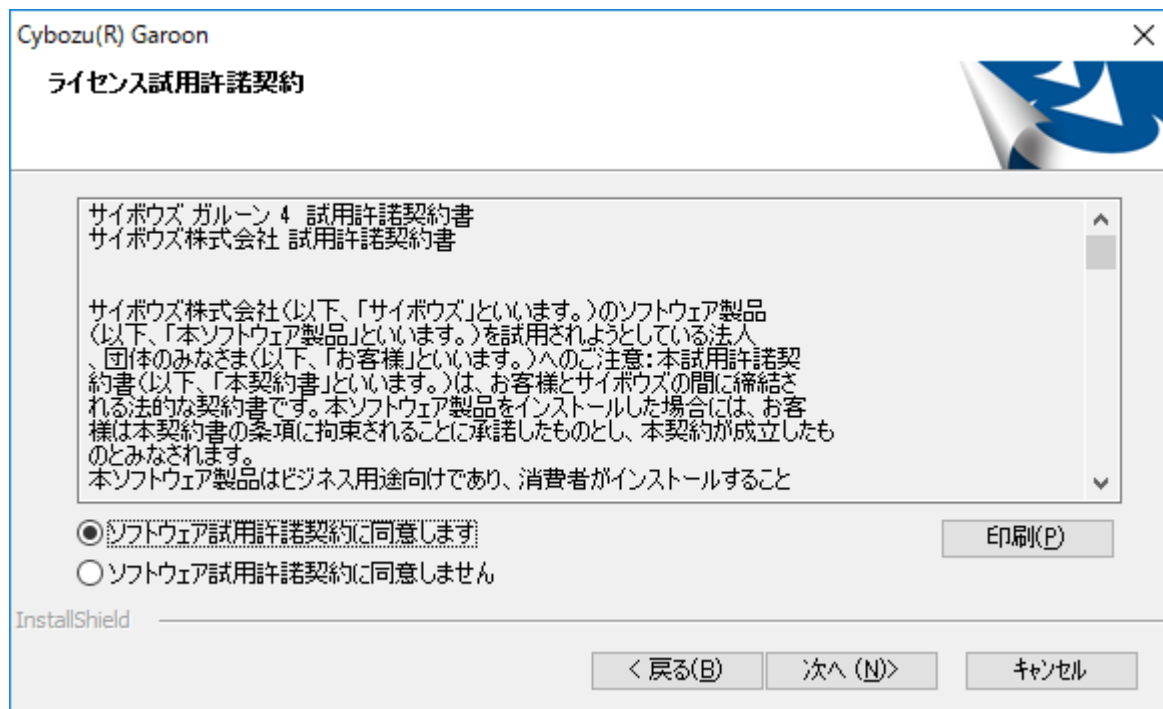 Cybozu(R) Garoon
ライセンス試用許諾契約
サイボウズ ガルーン 4 試用許諾契約書
サイボウズ株式会社 試用許諾契約書
サイボウズ株式会社(以下、「サイボウズ」といいます。)のソフトウェア製品
(以下、「本ソフトウェア製品」といいます。)を試用されようとしている法人
、団体のみなさま(以下、「お客様」といいます。)へのご注意:本試用許諾契
約書(以下、「本契約書」といいます。)は、お客様とサイボウズの間に締結さ
れる法的な契約書です。本ソフトウェア製品をインストールした場合には、お客
様は本契約書の条項に拘束されることに承諾したものとし、本契約が成立したも
のとみなされます。
本ソフトウェア製品はビジネス用途向けであり、消費者がインストールすること
ソフトウェア試用許諾契約に同意します
印刷(P)
ソフトウェア試用許諾契約に同意しません
InstallShield
< 戻る(B)
次へ (N)>
キャンセル